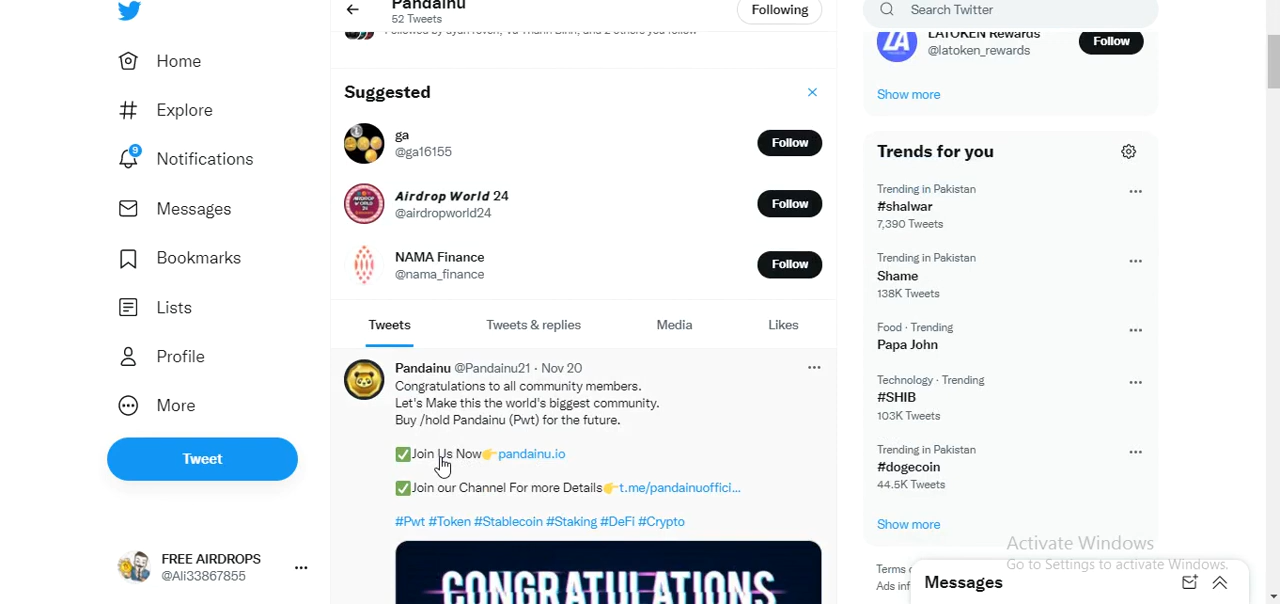 Home
Explore
9
Notifications
Messages
Bookmarks
Lists
Profile
More
Tweet
FREE AIRDROPS
@Ali33867855
Pandainu
52 Tweets
Following
Suggested
ga
@ga16155
Follow
Airdrop World 24
@airdropworld24
Follow
NAMA Finance
@nama_finance
Follow
Tweets Tweets & replies Media Likes
Pandainu @Pandainu21 · Nov 20
Congratulations to all community members.
Let's Make this the world's biggest community.
Buy /hold Pandainu (Pwt) for the future.
✅Join Us Now👉pandainu.io
✅Join our Channel For more Details👉t.me/pandainuoffici...
#Pwt #Token #Stablecoin #Staking #DeFi #Crypto
CONGRATULATIONS
Search Twitter
LATOKEN Rewards
@latoken_rewards
Follow
Show more
Trends for you
Trending in Pakistan
#shalwar
7,390 Tweets
Trending in Pakistan
Shame
138K Tweets
Food · Trending
Papa John
Technology · Trending
#SHIB
103K Tweets
Trending in Pakistan
#dogecoin
44.5K Tweets
Show more
Activate Windows
Go to Settings to activate Windows.
Terms
Ads
Messages